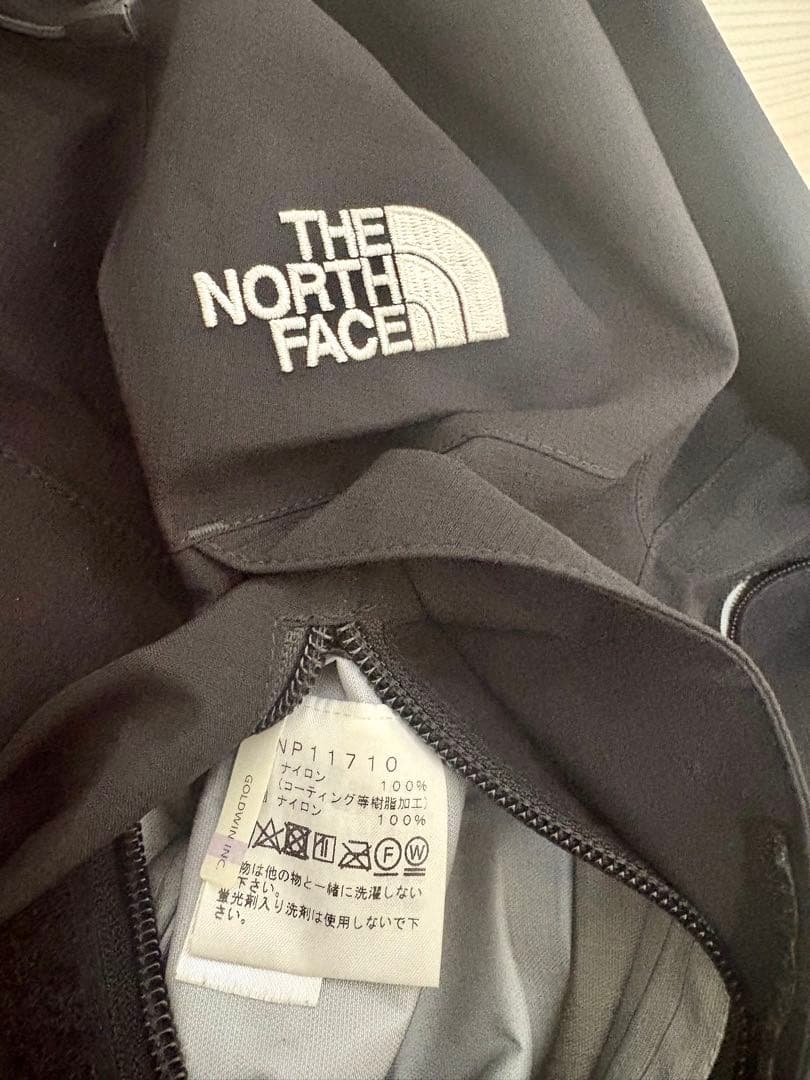 THE
NORTH
FACE
NP11710
ナイロン 100%
(コーティング等樹脂加工)
ナイロン 100%
F W
GOLDWIN INC.
物は他の物と一緒に洗濯しない
下さい。
蛍光剤入り洗剤は使用しないで下
さい。